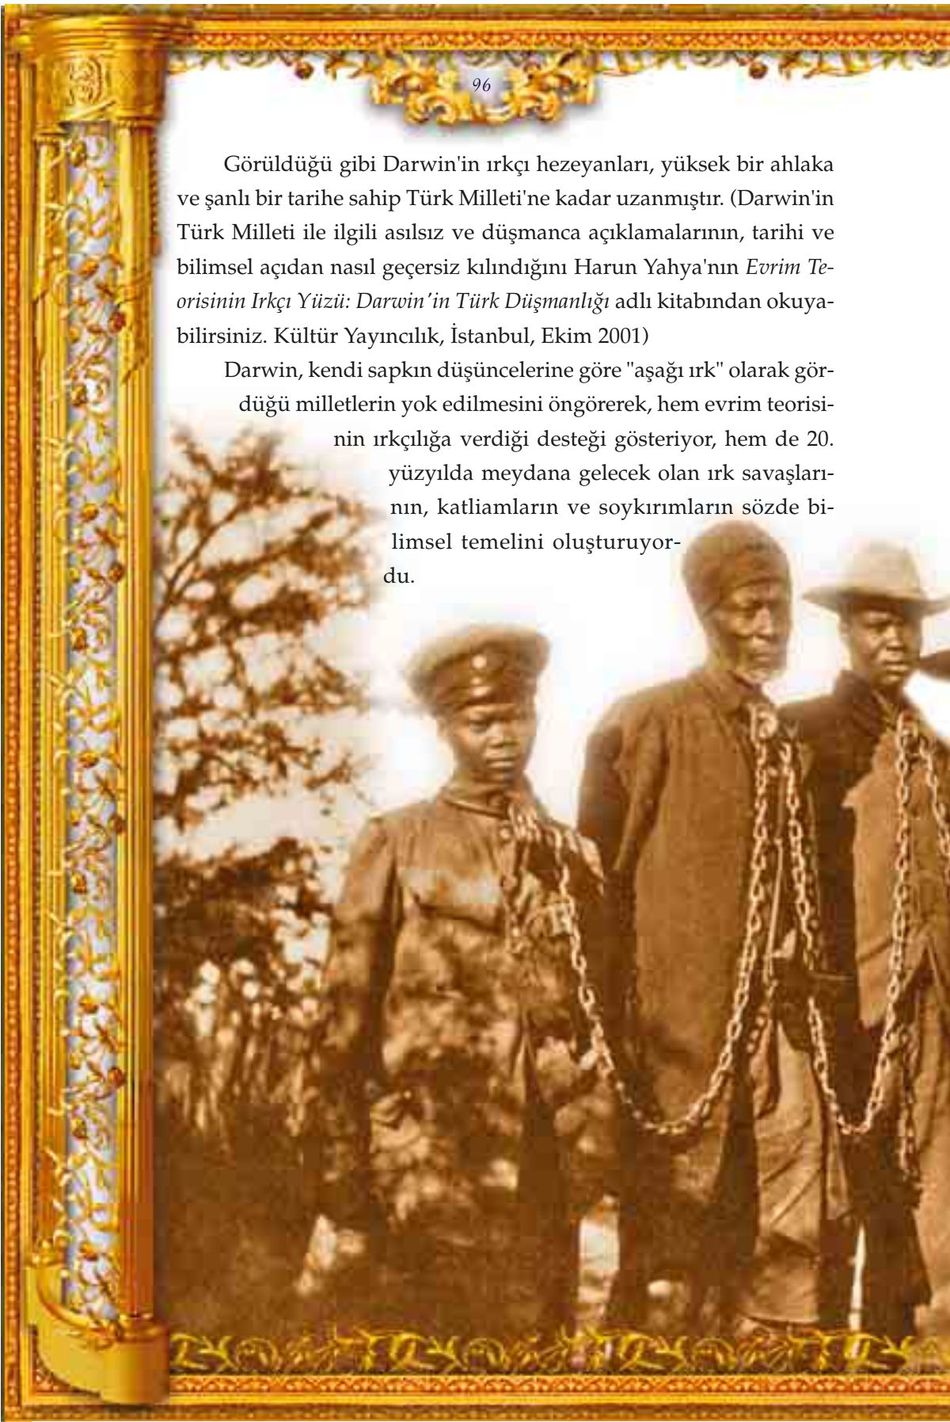 96
Görüldüğü gibi Darwin'in ırkçı hezeyanları, yüksek bir ahlaka
ve şanlı bir tarihe sahip Türk Milleti'ne kadar uzanmıştır. (Darwin'in
Türk Milleti ile ilgili asılsız ve düşmanca açıklamalarının, tarihi ve
bilimsel açıdan nasıl geçersiz kılındığını Harun Yahya'nın Evrim Te-
orisinin Irkçı Yüzü: Darwin'in Türk Düşmanlığı adlı kitabından okuya-
bilirsiniz. Kültür Yayıncılık, İstanbul, Ekim 2001)
Darwin, kendi sapkın düşüncelerine göre "aşağı ırk" olarak gör-
düğü milletlerin yok edilmesini öngörerek, hem evrim teorisi-
nin ırkçılığa verdiği desteği gösteriyor, hem de 20.
yüzyılda meydana gelecek olan ırk savaşları-
nın, katliamların ve soykırımların sözde bi-
limsel temelini oluşturuyor-
du.